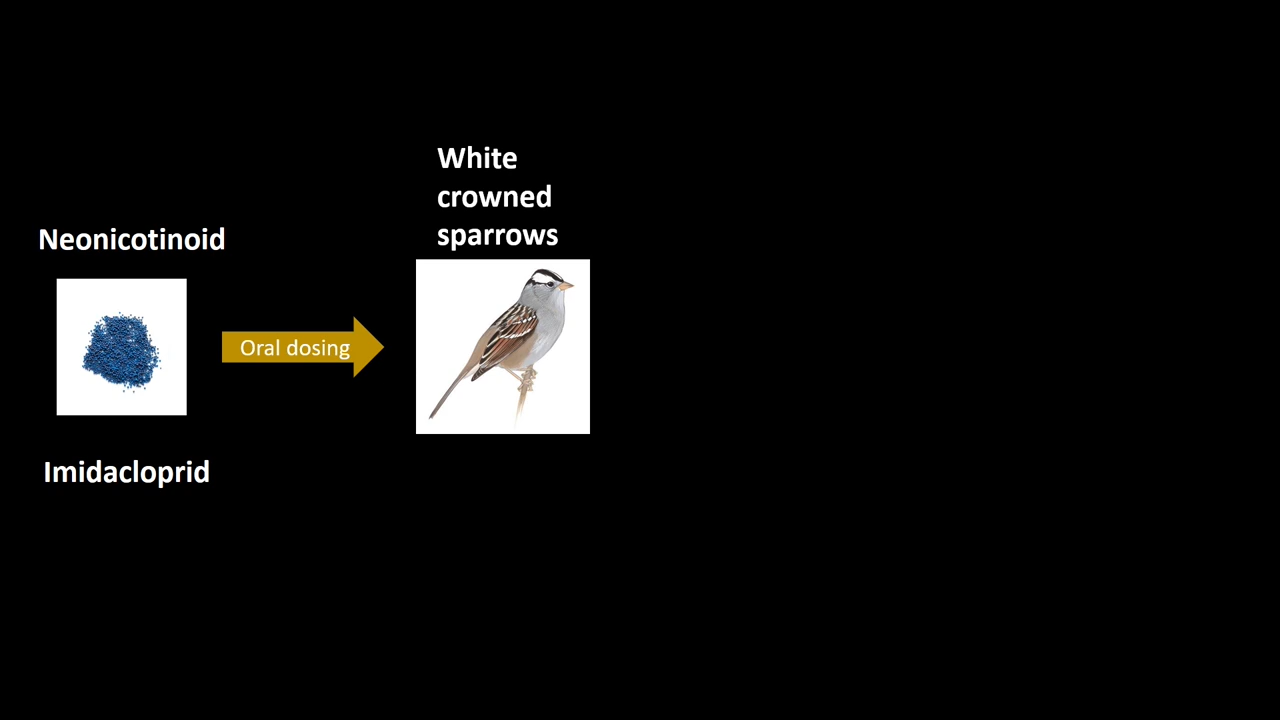 Neonicotinoid
Imidacloprid
Oral dosing
White
crowned
sparrows